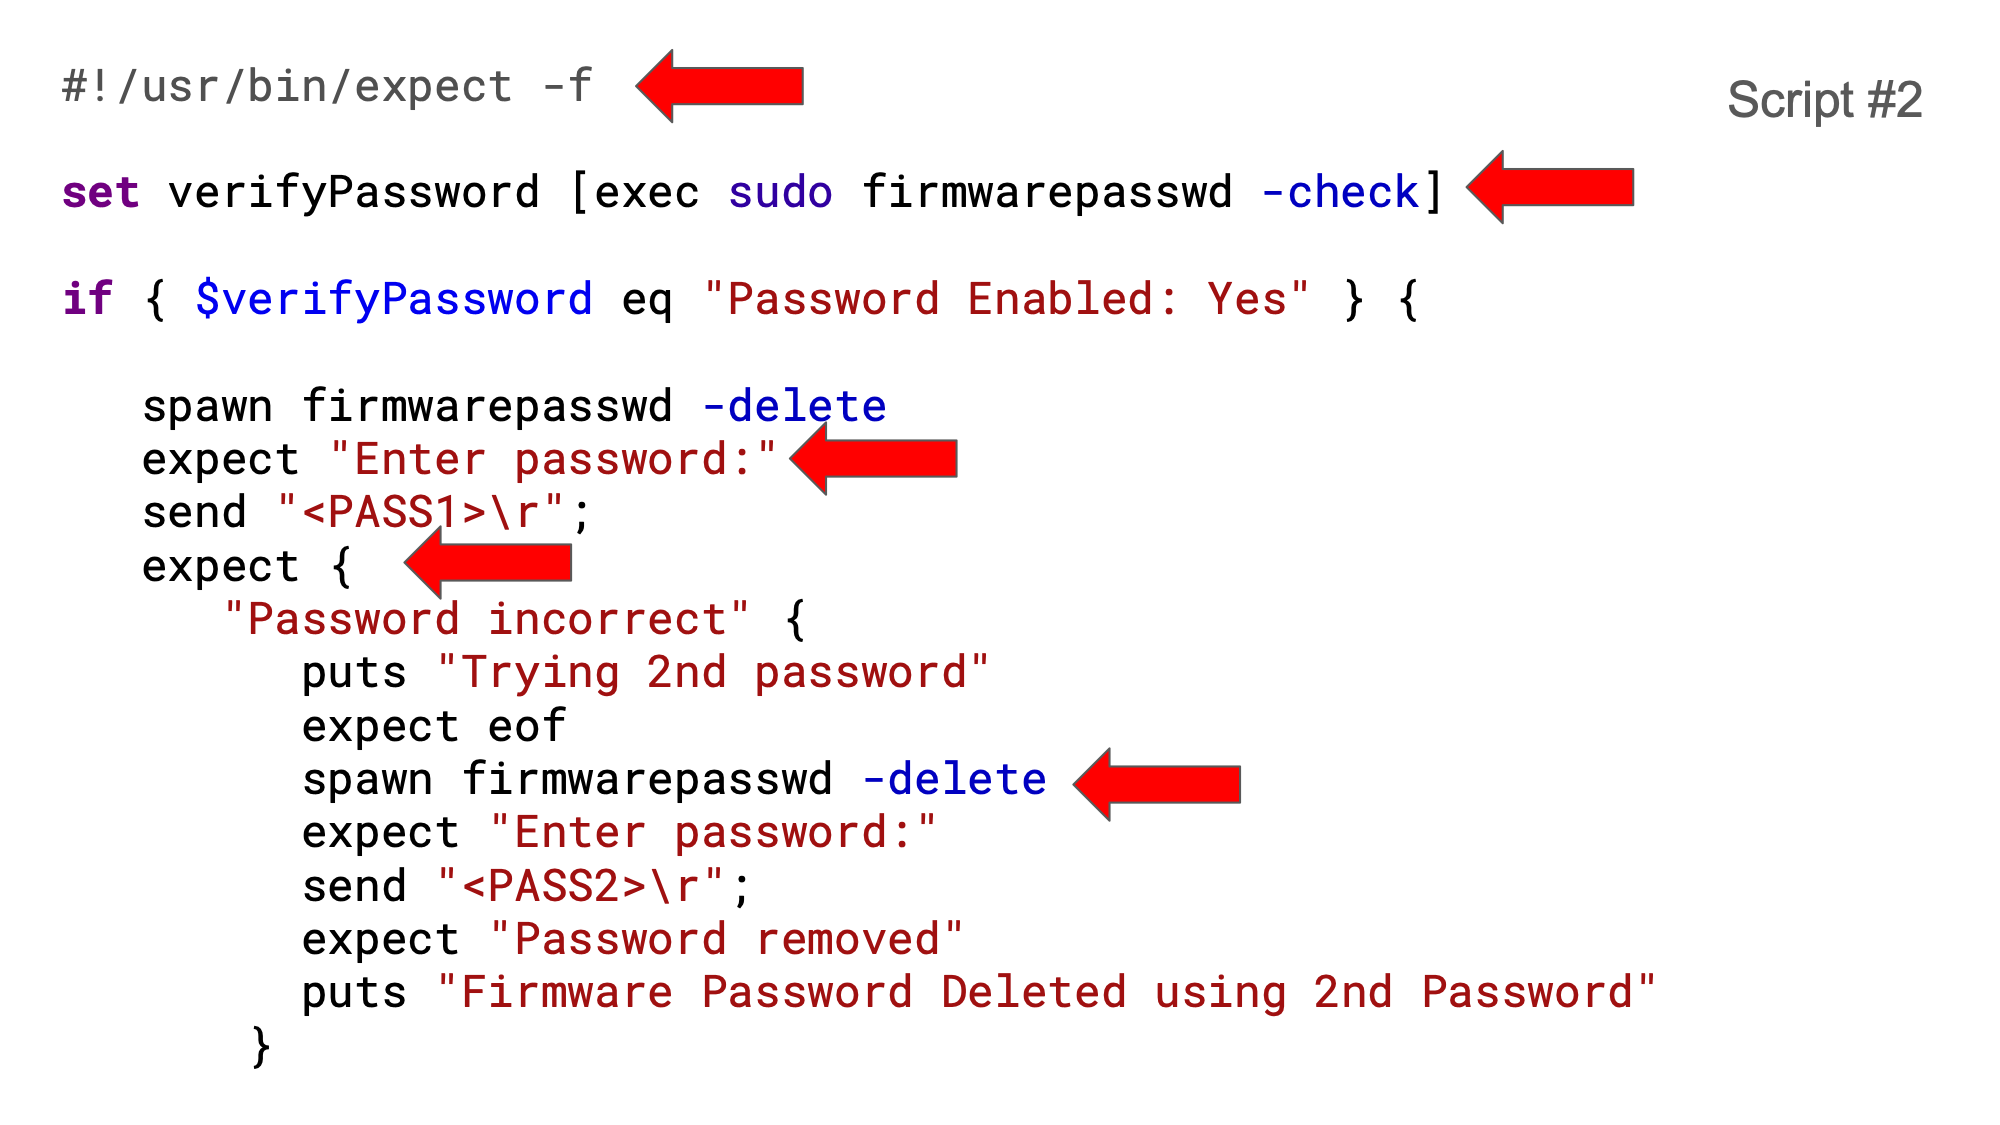 #!/usr/bin/expect -f
Script #2
set verifyPassword [exec sudo firmwarepasswd -check]
if { $verifyPassword eq "Password Enabled: Yes" } {
spawn firmwarepasswd -delete
expect "Enter password:"
send "<PASS1>\r";
expect {
"Password incorrect" {
puts "Trying 2nd password"
expect eof
spawn firmwarepasswd -delete
expect "Enter password:"
send "<PASS2>\r";
expect "Password removed"
puts "Firmware Password Deleted using 2nd Password"
}